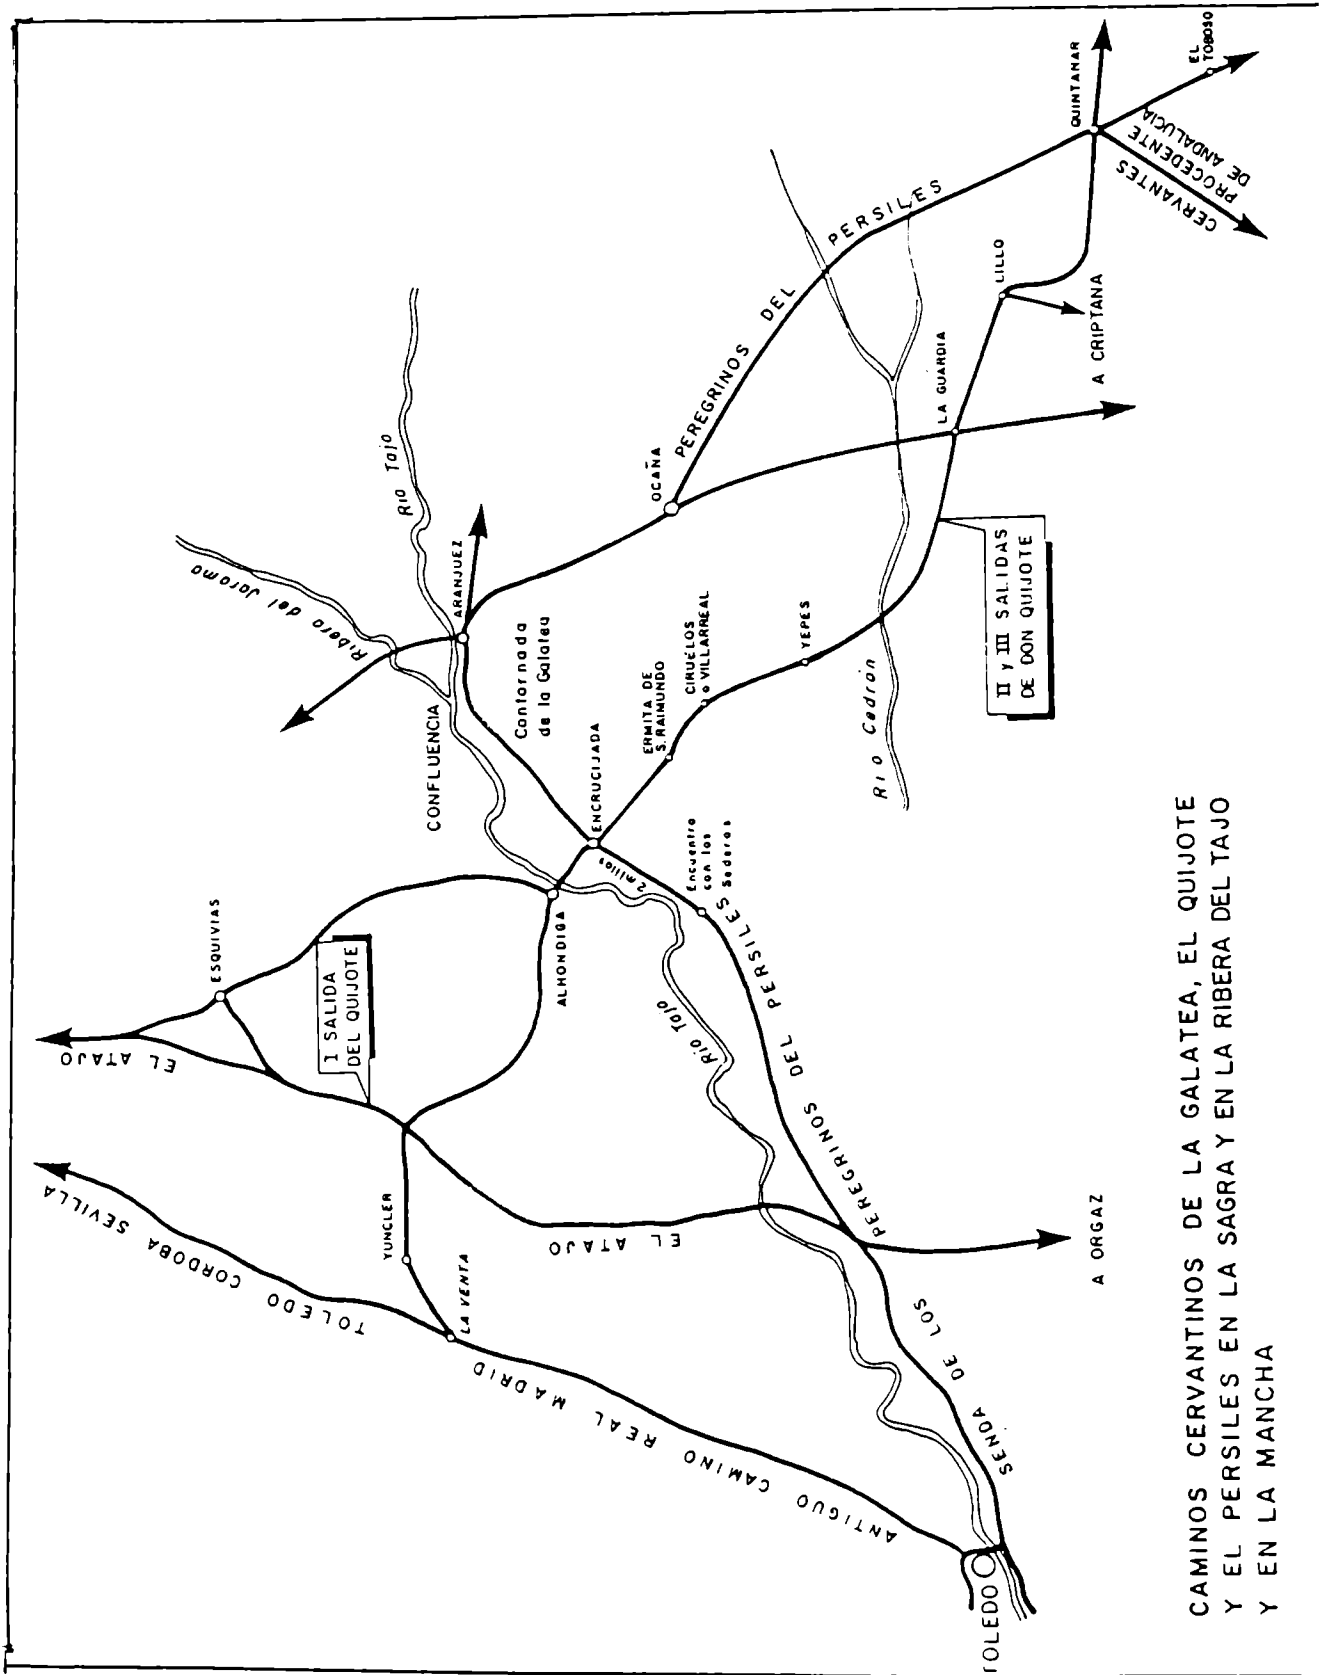 EL ATAJO
ESQUIVIAS
I SALIDA
DEL QUIJOTE
ANTIGUO CAMINO REAL MADRID TOLEDO CORDOBA SEVILLA
YUNCLER
LA VENTA
EL ATAJO
ALHONDIGA
Ribera del Jarama
Rio Tajo
CONFLUENCIA
ARANJUEZ
Contornada
de la Galatea
ENCRUCIJADA
2 millas
Encuentro
con los
Sederos
Rio Tajo
ERMITA DE
S. RAIMUNDO
CIRUELOS
o VILLARREAL
YEPES
OCAÑA
PEREGRINOS DEL PERSILES
RIO Cedrón
LA GUARDIA
LILLO
A CRIPTANA
QUINTANAR
EL
TOBOSO
CERVANTES
PROCEDENTE
DE ANDALUCIA
II y III SALIDAS
DE DON QUIJOTE
SENDA DE LOS PEREGRINOS DEL PERSILES
A ORGAZ
TOLEDO
CAMINOS CERVANTINOS DE LA GALATEA, EL QUIJOTE
Y EL PERSILES EN LA SAGRA Y EN LA RIBERA DEL TAJO
Y EN LA MANCHA